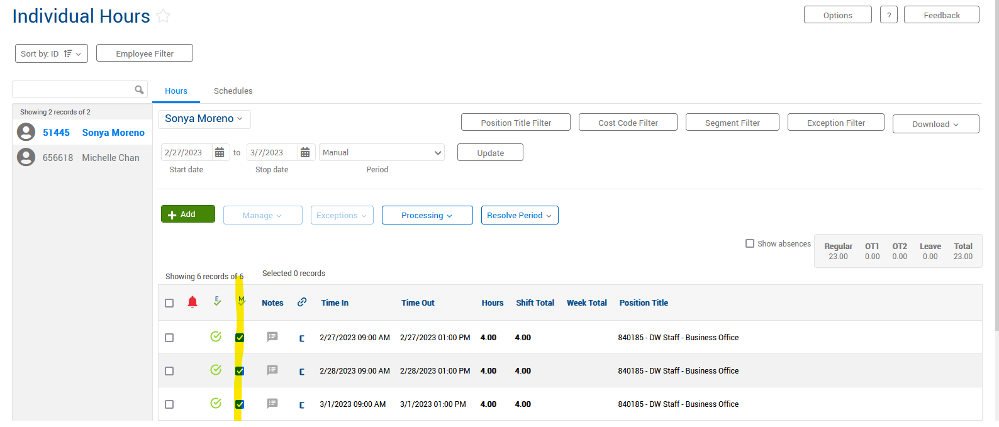 Individual Hours
Options ? Feedback
Sort by: ID Employee Filter
Hours Schedules
Showing 2 records of 2
51445 Sonya Moreno
656618 Michelle Chan
Sonya Moreno
Position Title Filter Cost Code Filter Segment Filter Exception Filter Download
2/27/2023 to 3/7/2023 Manual Update
Start date Stop date Period
Add Manage Exceptions Processing Resolve Period
Show absences
Regular OT1 OT2 Leave Total
23.00 0.00 0.00 0.00 23.00
Showing 6 records of 6 Selected 0 records
E M Notes Time In Time Out Hours Shift Total Week Total Position Title
C 2/27/2023 09:00 AM 2/27/2023 01:00 PM 4.00 4.00 840185 - DW Staff - Business Office
C 2/28/2023 09:00 AM 2/28/2023 01:00 PM 4.00 4.00 840185 - DW Staff - Business Office
C 3/1/2023 09:00 AM 3/1/2023 01:00 PM 4.00 4.00 840185 - DW Staff - Business Office